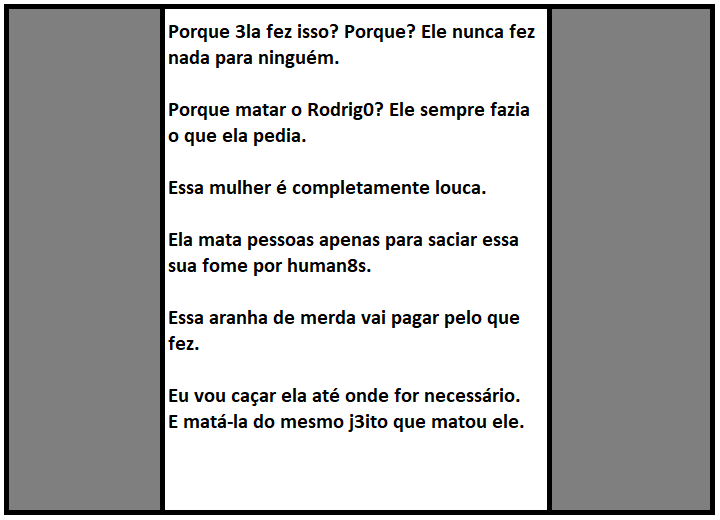 Porque 3la fez isso? Porque? Ele nunca fez
nada para ninguém.
Porque matar o Rodrig0? Ele sempre fazia
o que ela pedia.
Essa mulher é completamente louca.
Ela mata pessoas apenas para saciar essa
sua fome por human8s.
Essa aranha de merda vai pagar pelo que
fez.
Eu vou caçar ela até onde for necessário.
E matá-la do mesmo j3ito que matou ele.